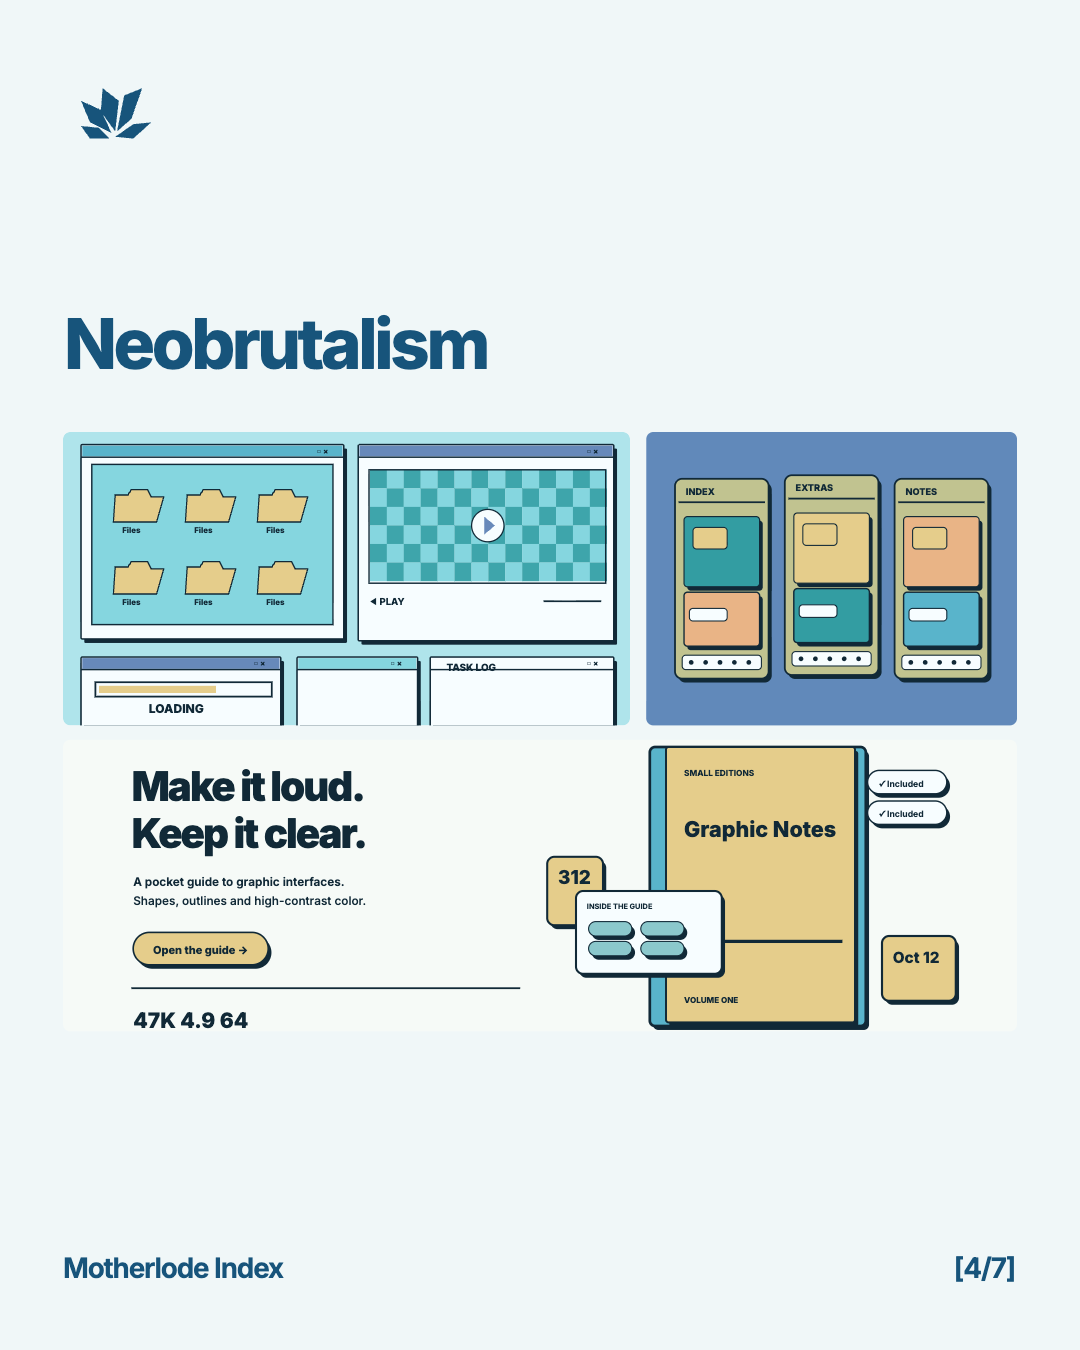 Neobrutalism
Files Files Files
Files Files Files
PLAY
LOADING
TASK LOG
INDEX
EXTRAS
NOTES
Make it loud.
Keep it clear.
A pocket guide to graphic interfaces.
Shapes, outlines and high-contrast color.
Open the guide →
47K 4.9 64
312
INSIDE THE GUIDE
SMALL EDITIONS
Graphic Notes
VOLUME ONE
✓ Included
✓ Included
Oct 12
Motherlode Index
[4/7]